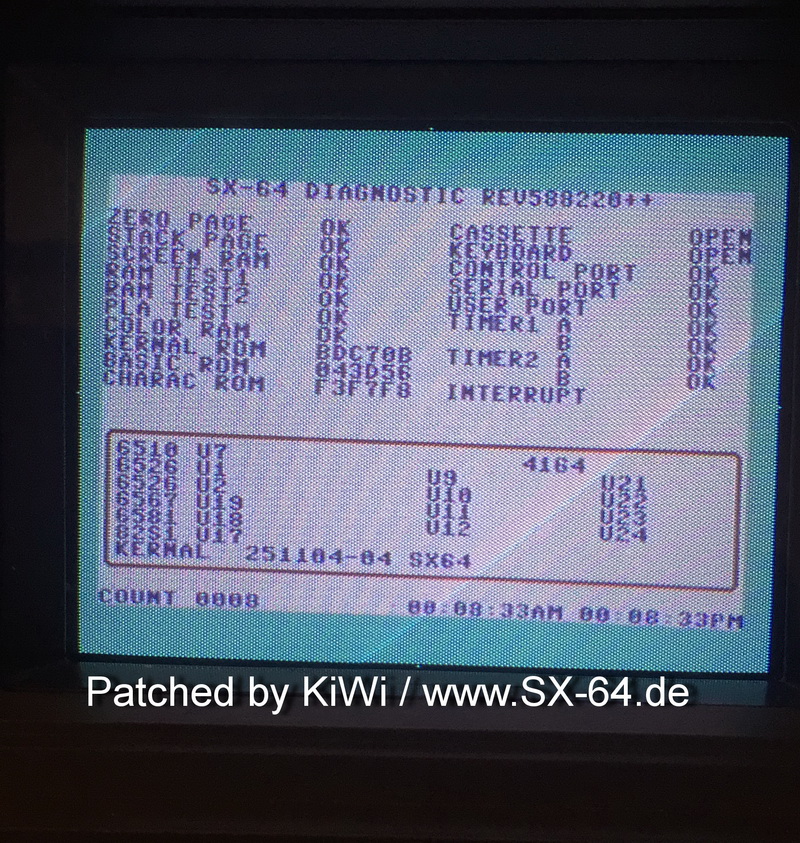 SX-64 DIAGNOSTIC REV588220++
ZERO PAGE OK
STACK PAGE OK
SCREEN RAM OK
RAM TEST1 OK
RAM TEST2 OK
PLA TEST OK
COLOR RAM OK
KERNAL ROM BDC70B
BASIC ROM 043D56
CHARAC ROM F3F7F8
CASSETTE OPEN
KEYBOARD OPEN
CONTROL PORT OK
SERIAL PORT OK
USER PORT OK
TIMER1 A OK
B OK
TIMER2 A OK
B OK
INTERRUPT OK
6510 U7
6526 U1
6526 U2
U19
U18
U17
4164
U9 U21
U10 U22
U11 U23
U12 U24
KERNAL 251104-04 SX64
COUNT 0008
00:08:33AM 00:08:33PM
Patched by KiWi / www.SX-64.de